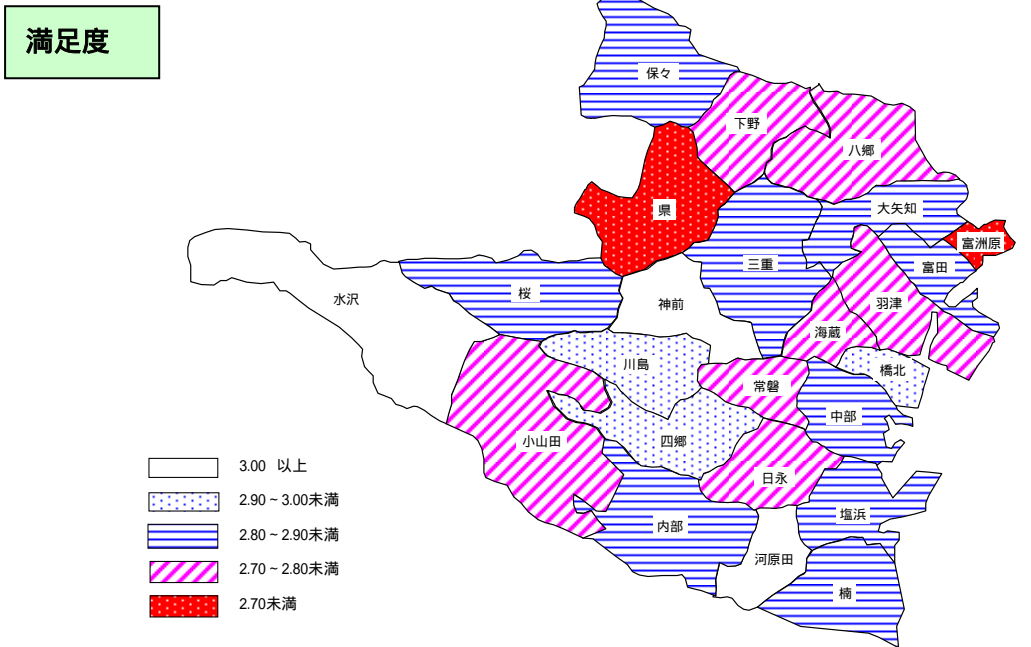 満足度
保々
下野
八郷
県
大矢知
富洲原
三重
富田
桜
水沢
神前
羽津
海蔵
川島
橋北
常磐
中部
小山田
四郷
日永
塩浜
内部
河原田
楠
3.00 以上
2.90~3.00未満
2.80~2.90未満
2.70~2.80未満
2.70未満